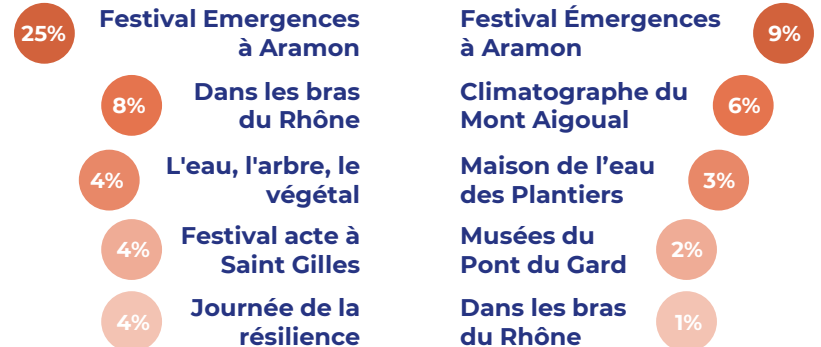 25%
Festival Emergences
à Aramon
8%
Dans les bras
du Rhône
4%
L'eau, l'arbre, le
végétal
4%
Festival acte à
Saint Gilles
4%
Journée de la
résilience
Festival Émergences
à Aramon
9%
Climatographe du
Mont Aigoual
6%
Maison de l’eau
des Plantiers
3%
Musées du
Pont du Gard
2%
Dans les bras
du Rhône
1%